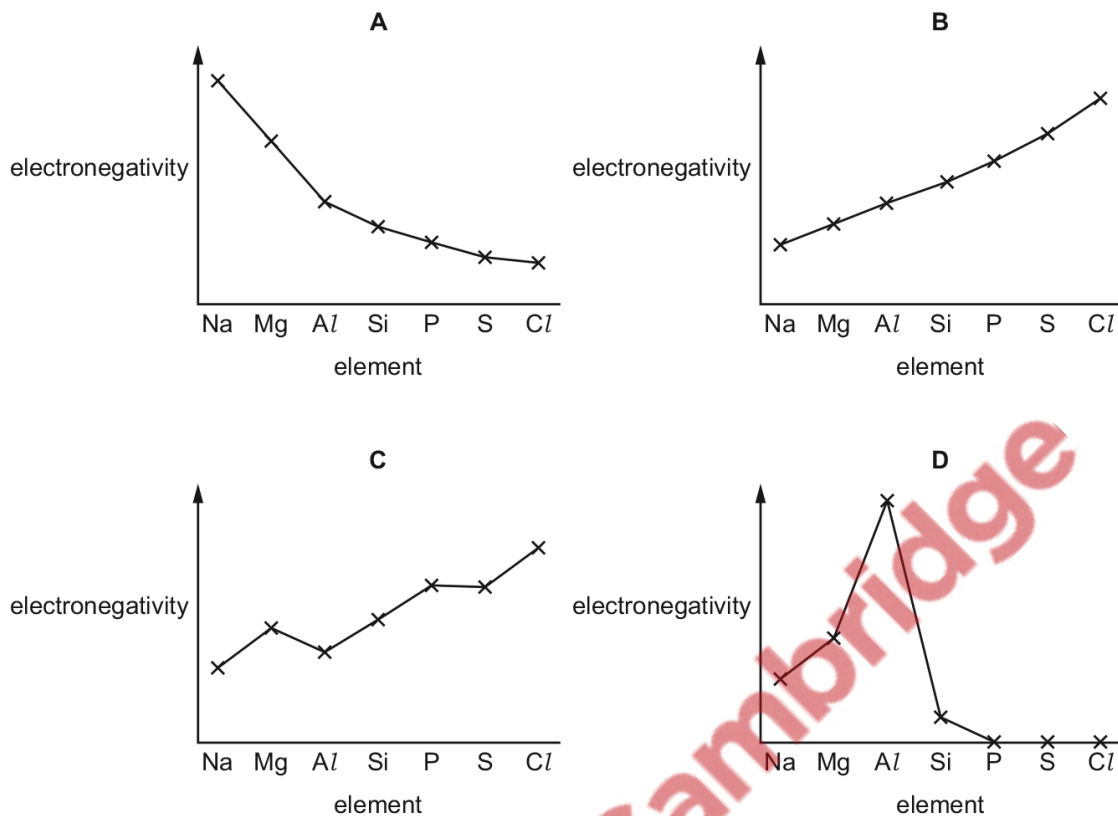 A
B
electronegativity
electronegativity
Na Mg Al Si P S Cl
Na Mg Al Si P S Cl
element
element
C
D
electronegativity
electronegativity
Na Mg Al Si P S Cl
Na Mg Al Si P S Cl
element
element
Cambridge